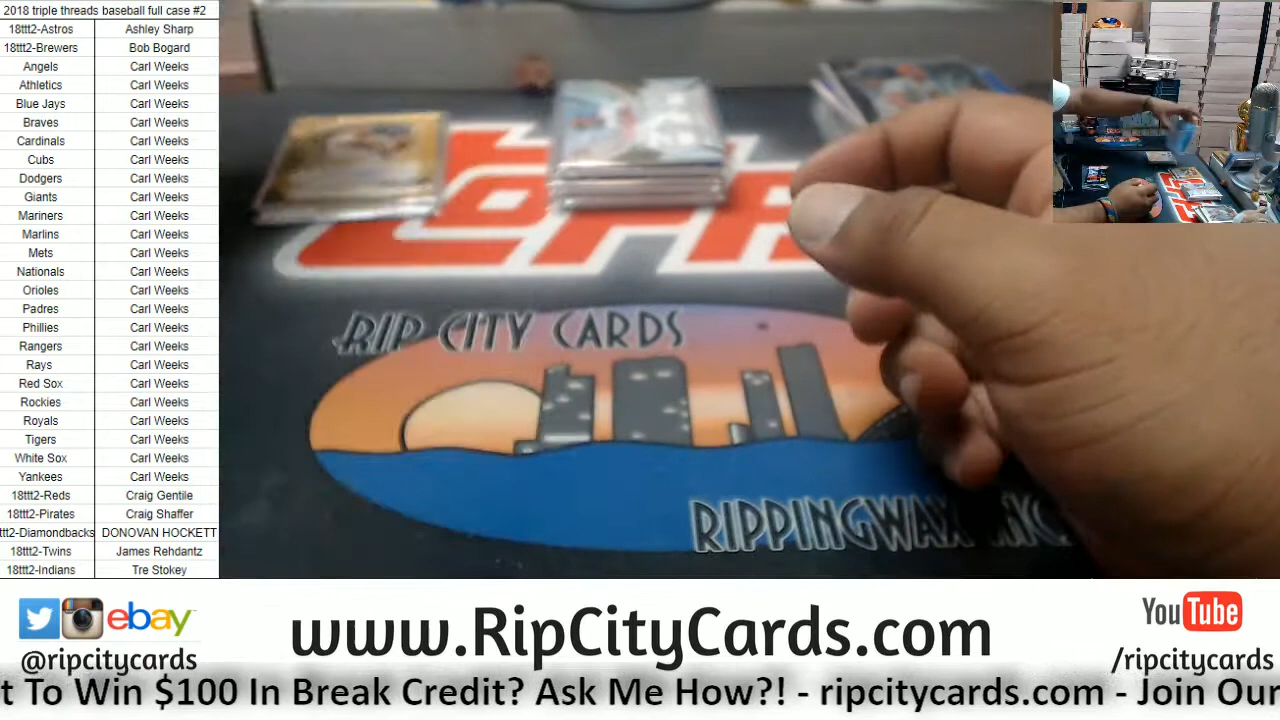 2018 triple threads baseball full case #2
18ttt2-Astros Ashley Sharp
18ttt2-Brewers Bob Bogard
Angels Carl Weeks
Athletics Carl Weeks
Blue Jays Carl Weeks
Braves Carl Weeks
Cardinals Carl Weeks
Cubs Carl Weeks
Dodgers Carl Weeks
Giants Carl Weeks
Mariners Carl Weeks
Marlins Carl Weeks
Mets Carl Weeks
Nationals Carl Weeks
Orioles Carl Weeks
Padres Carl Weeks
Phillies Carl Weeks
Rangers Carl Weeks
Rays Carl Weeks
Red Sox Carl Weeks
Rockies Carl Weeks
Royals Carl Weeks
Tigers Carl Weeks
White Sox Carl Weeks
Yankees Carl Weeks
18ttt2-Reds Craig Gentile
18ttt2-Pirates Craig Shaffer
ttt2-Diamondbacks DONOVAN HOCKETT
18ttt2-Twins James Rehdantz
18ttt2-Indians Tre Stokey
RIP CITY CARDS
RIPPINGWAX
ebay
@ripcitycards
www.RipCityCards.com
YouTube
/ripcitycards
t To Win $100 In Break Credit? Ask Me How?! - ripcitycards.com - Join Our